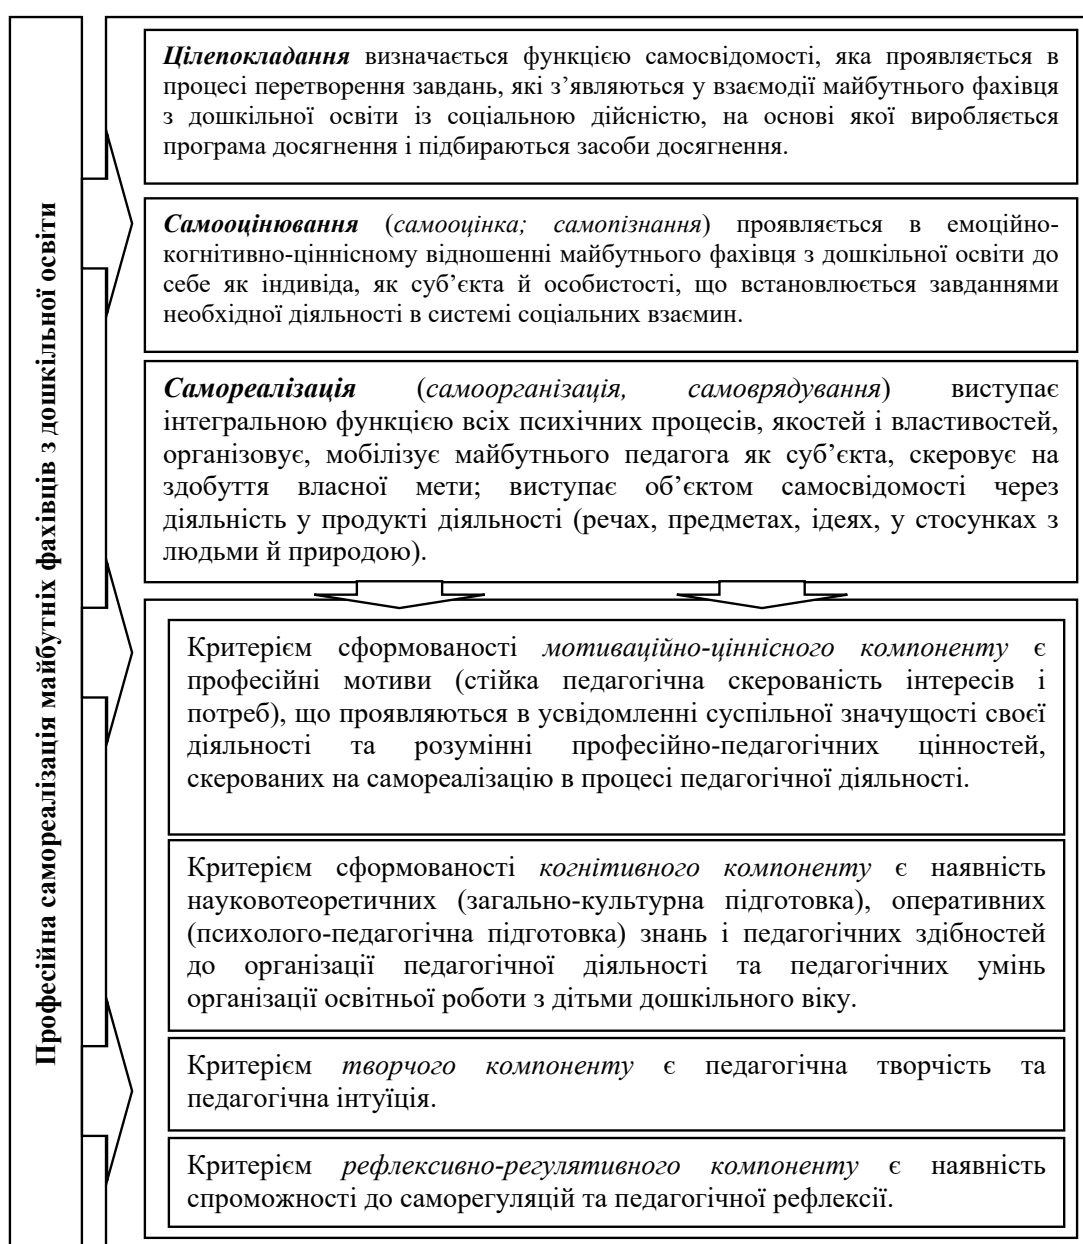 Професійна самореалізація майбутніх фахівців з дошкільної освіти
Цілепокладання визначається функцією самосвідомості, яка проявляється в
процесі перетворення завдань, які з’являються у взаємодії майбутнього фахівця
з дошкільної освіти із соціальною дійсністю, на основі якої виробляється
програма досягнення і підбираються засоби досягнення.
Самооцінювання (самооцінка; самопізнання) проявляється в емоційно-
когнітивно-ціннісному відношенні майбутнього фахівця з дошкільної освіти до
себе як індивіда, як суб’єкта й особистості, що встановлюється завданнями
необхідної діяльності в системі соціальних взаємин.
Самореалізація (самоорганізація, самоврядування) виступає
інтегральною функцією всіх психічних процесів, якостей і властивостей,
організовує, мобілізує майбутнього педагога як суб’єкта, скеровує на
здобуття власної мети; виступає об’єктом самосвідомості через
діяльність у продукті діяльності (речах, предметах, ідеях, у стосунках з
людьми й природою).
Критерієм сформованості мотиваційно-ціннісного компоненту є
професійні мотиви (стійка педагогічна скерованість інтересів і
потреб), що проявляються в усвідомленні суспільної значущості своєї
діяльності та розумінні професійно-педагогічних цінностей,
скерованих на самореалізацію в процесі педагогічної діяльності.
Критерієм сформованості когнітивного компоненту є наявність
науковотеоретичних (загально-культурна підготовка), оперативних
(психолого-педагогічна підготовка) знань і педагогічних здібностей
до організації педагогічної діяльності та педагогічних умінь
організації освітньої роботи з дітьми дошкільного віку.
Критерієм творчого компоненту є педагогічна творчість та
педагогічна інтуїція.
Критерієм рефлексивно-регулятивного компоненту є наявність
спроможності до саморегуляцій та педагогічної рефлексії.